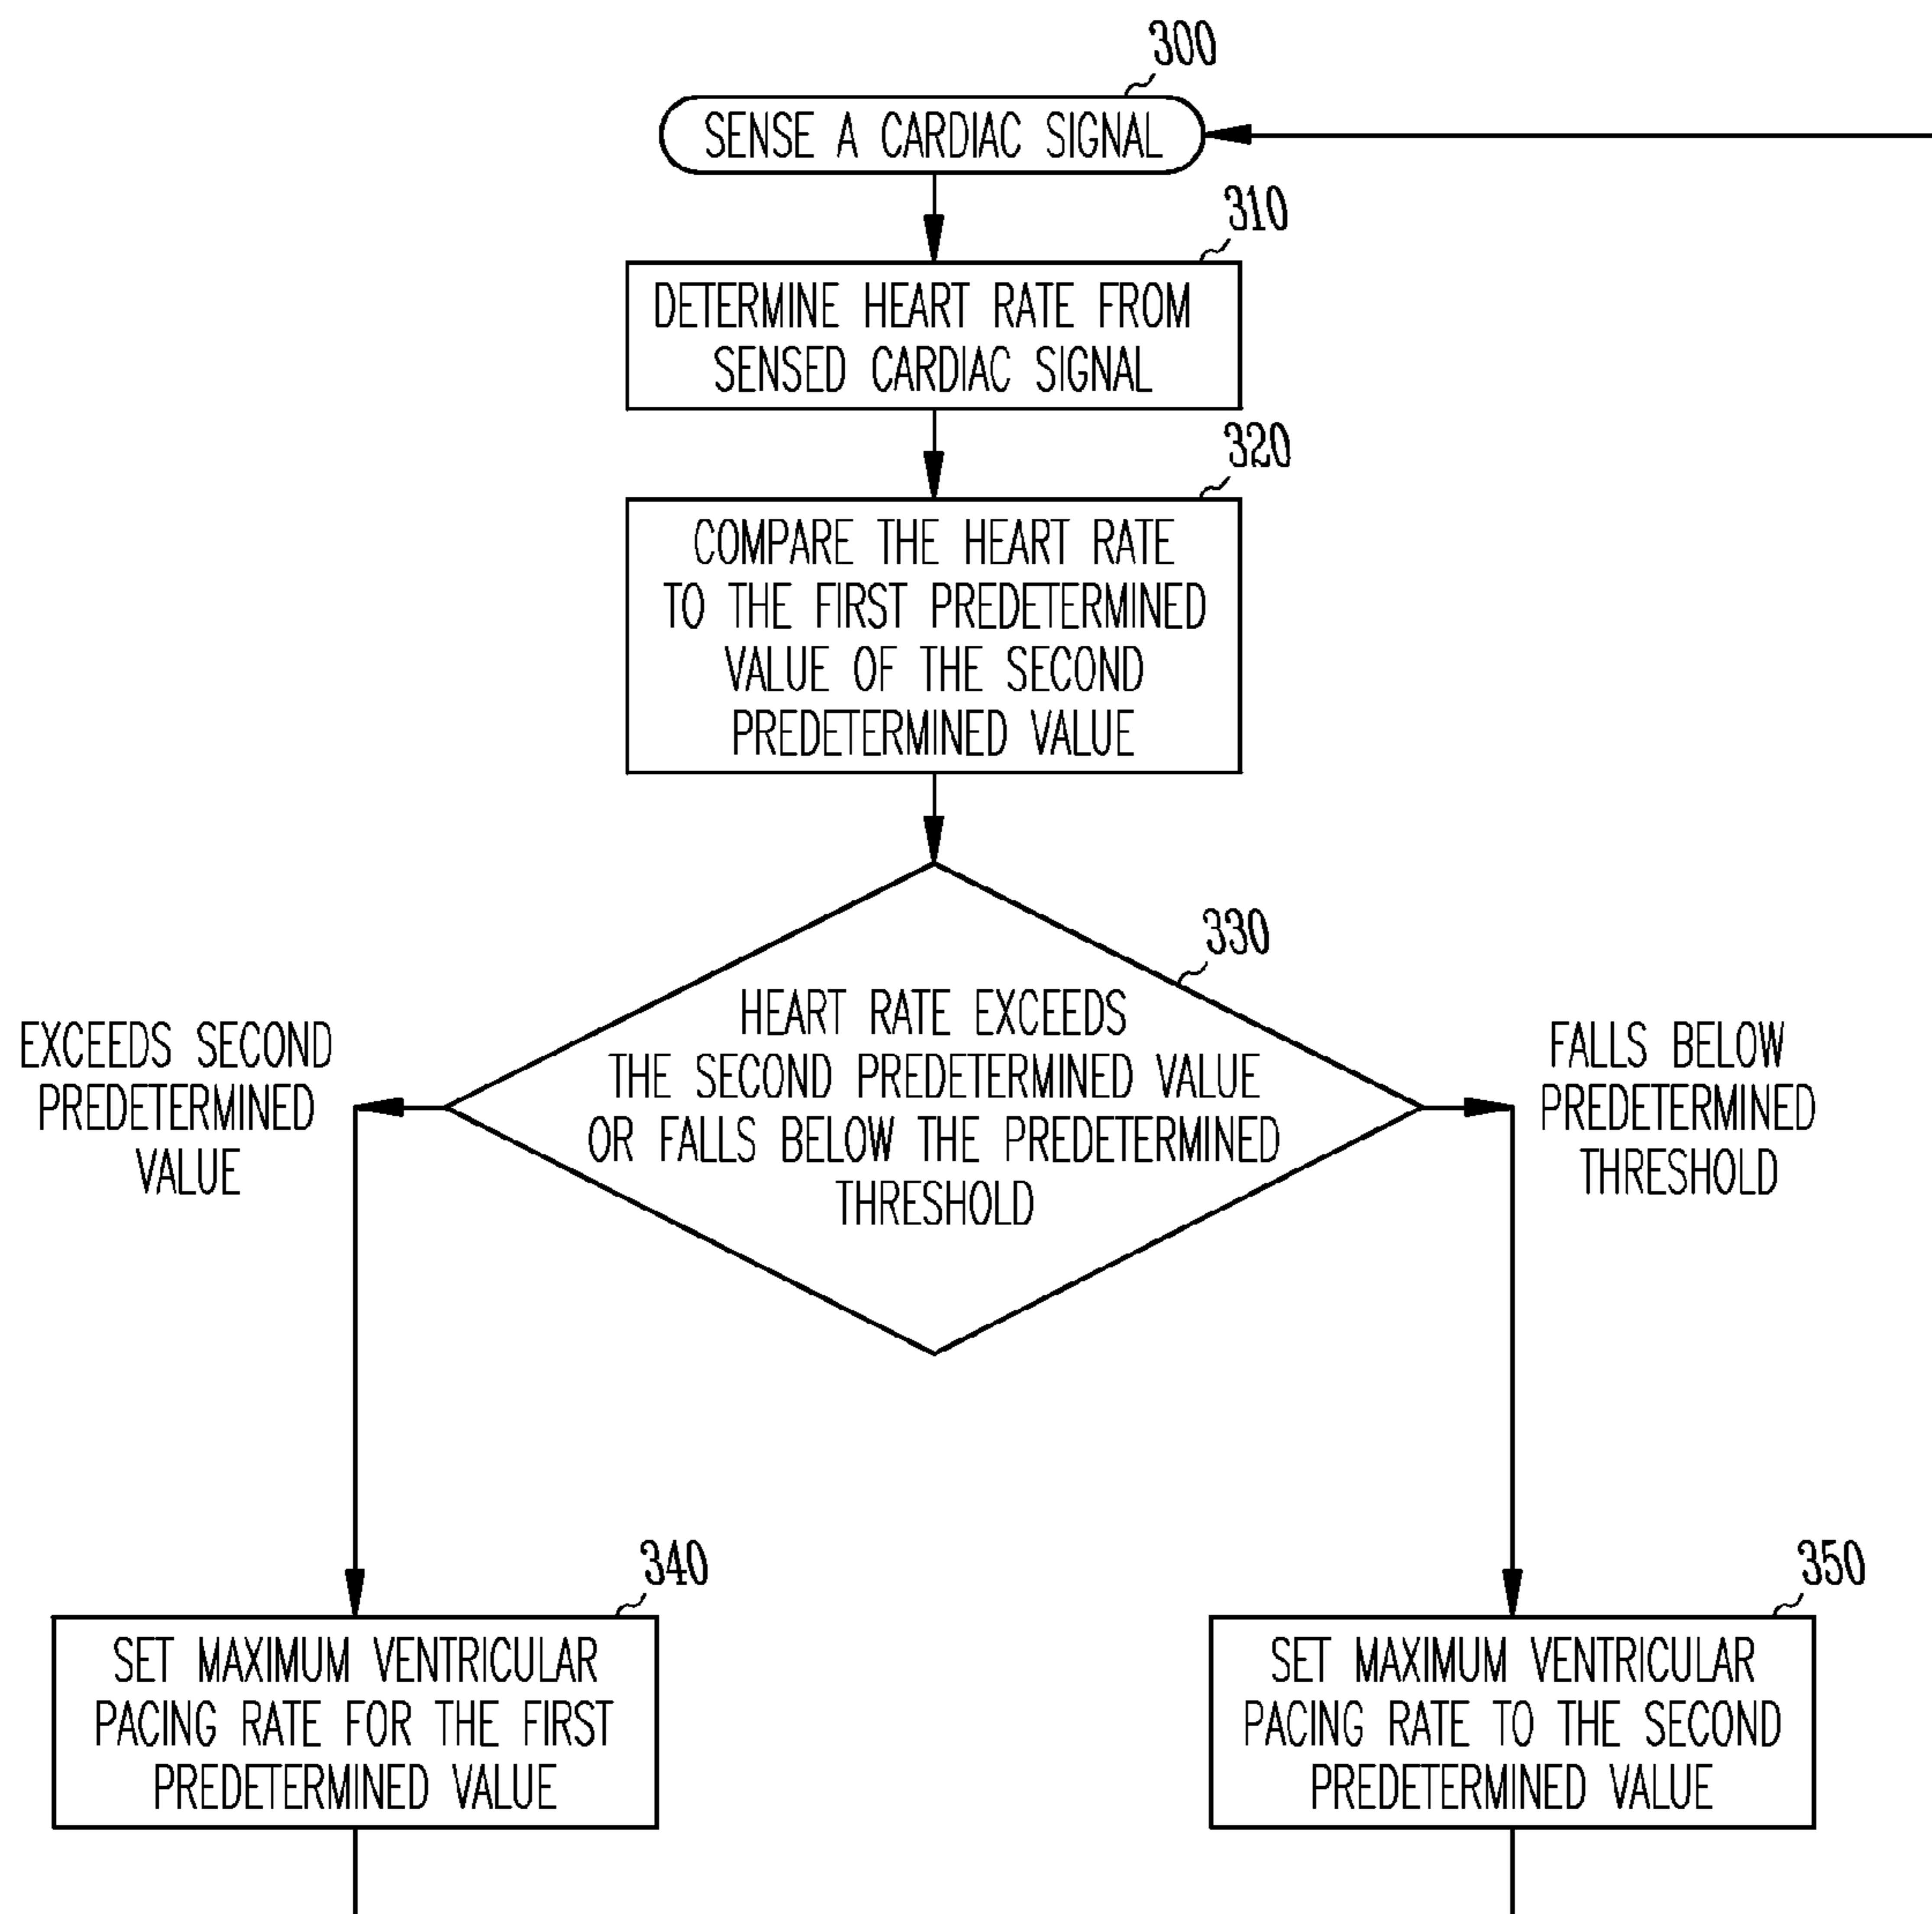 300
SENSE A CARDIAC SIGNAL
310
DETERMINE HEART RATE FROM
SENSED CARDIAC SIGNAL
320
COMPARE THE HEART RATE
TO THE FIRST PREDETERMINED
VALUE OF THE SECOND
PREDETERMINED VALUE
330
HEART RATE EXCEEDS
THE SECOND PREDETERMINED VALUE
OR FALLS BELOW THE PREDETERMINED
THRESHOLD
EXCEEDS SECOND
PREDETERMINED
VALUE
FALLS BELOW
PREDETERMINED
THRESHOLD
340
SET MAXIMUM VENTRICULAR
PACING RATE FOR THE FIRST
PREDETERMINED VALUE
350
SET MAXIMUM VENTRICULAR
PACING RATE TO THE SECOND
PREDETERMINED VALUE